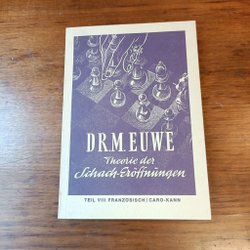 DR.M.EUWE
Theorie der
Schach-Eröffnungen
TEIL VIII FRANZÖSISCH | CARO-KANN